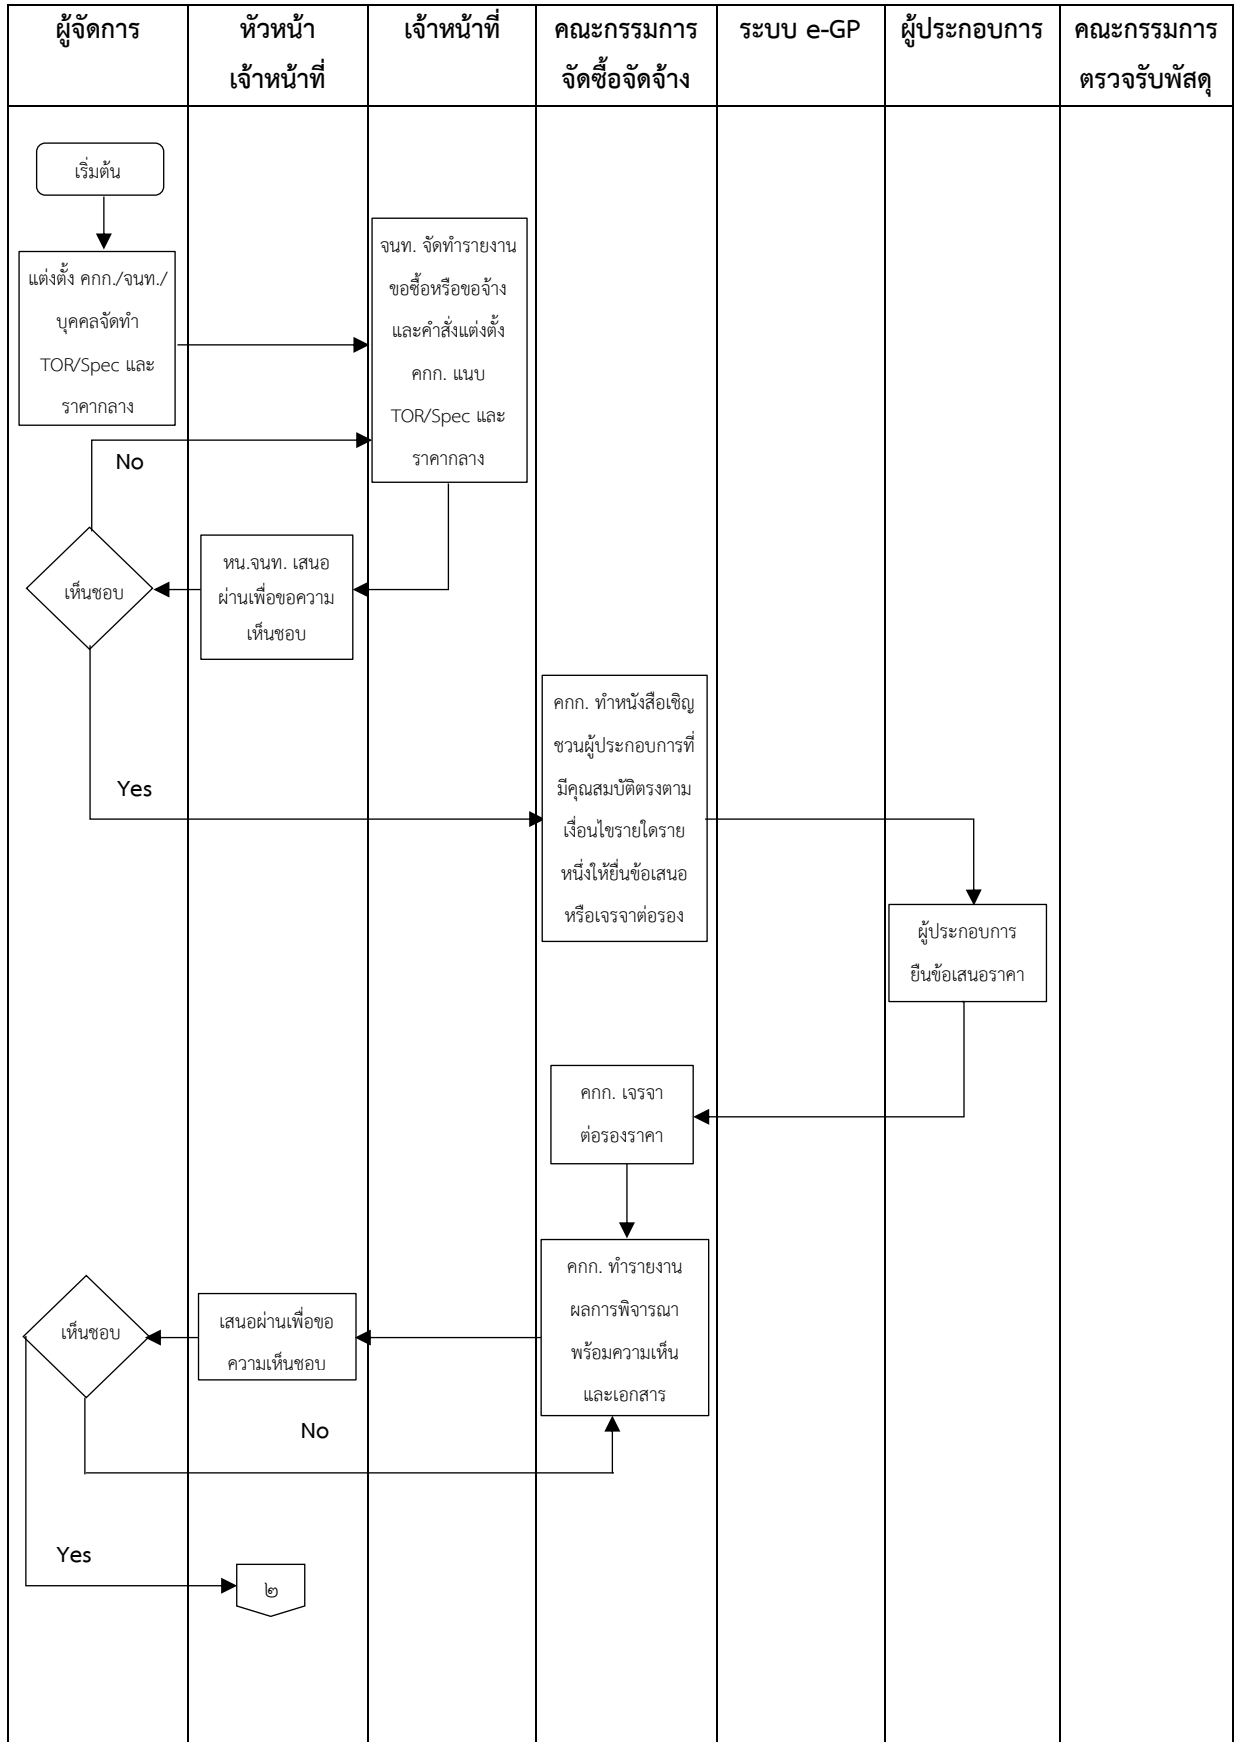 ผู้จัดการ
หัวหน้า
เจ้าหน้าที่
เจ้าหน้าที่
คณะกรรมการ
จัดซื้อจัดจ้าง
ระบบ e-GP
ผู้ประกอบการ
คณะกรรมการ
ตรวจรับพัสดุ
เริ่มต้น
แต่งตั้ง คกก./จนท./
บุคคลจัดทำ
TOR/Spec และ
ราคากลาง
จนท. จัดทำรายงาน
ขอซื้อหรือขอจ้าง
และคำสั่งแต่งตั้ง
คกก. แนบ
TOR/Spec และ
ราคากลาง
No
เห็นชอบ
หน.จนท. เสนอ
ผ่านเพื่อขอความ
เห็นชอบ
Yes
คกก. ทำหนังสือเชิญ
ชวนผู้ประกอบการที่
มีคุณสมบัติตรงตาม
เงื่อนไขรายใดราย
หนึ่งให้ยื่นข้อเสนอ
หรือเจรจาต่อรอง
ผู้ประกอบการ
ยืนข้อเสนอราคา
คกก. เจรจา
ต่อรองราคา
คกก. ทำรายงาน
ผลการพิจารณา
พร้อมความเห็น
และเอกสาร
เสนอผ่านเพื่อขอ
ความเห็นชอบ
เห็นชอบ
No
Yes
๒